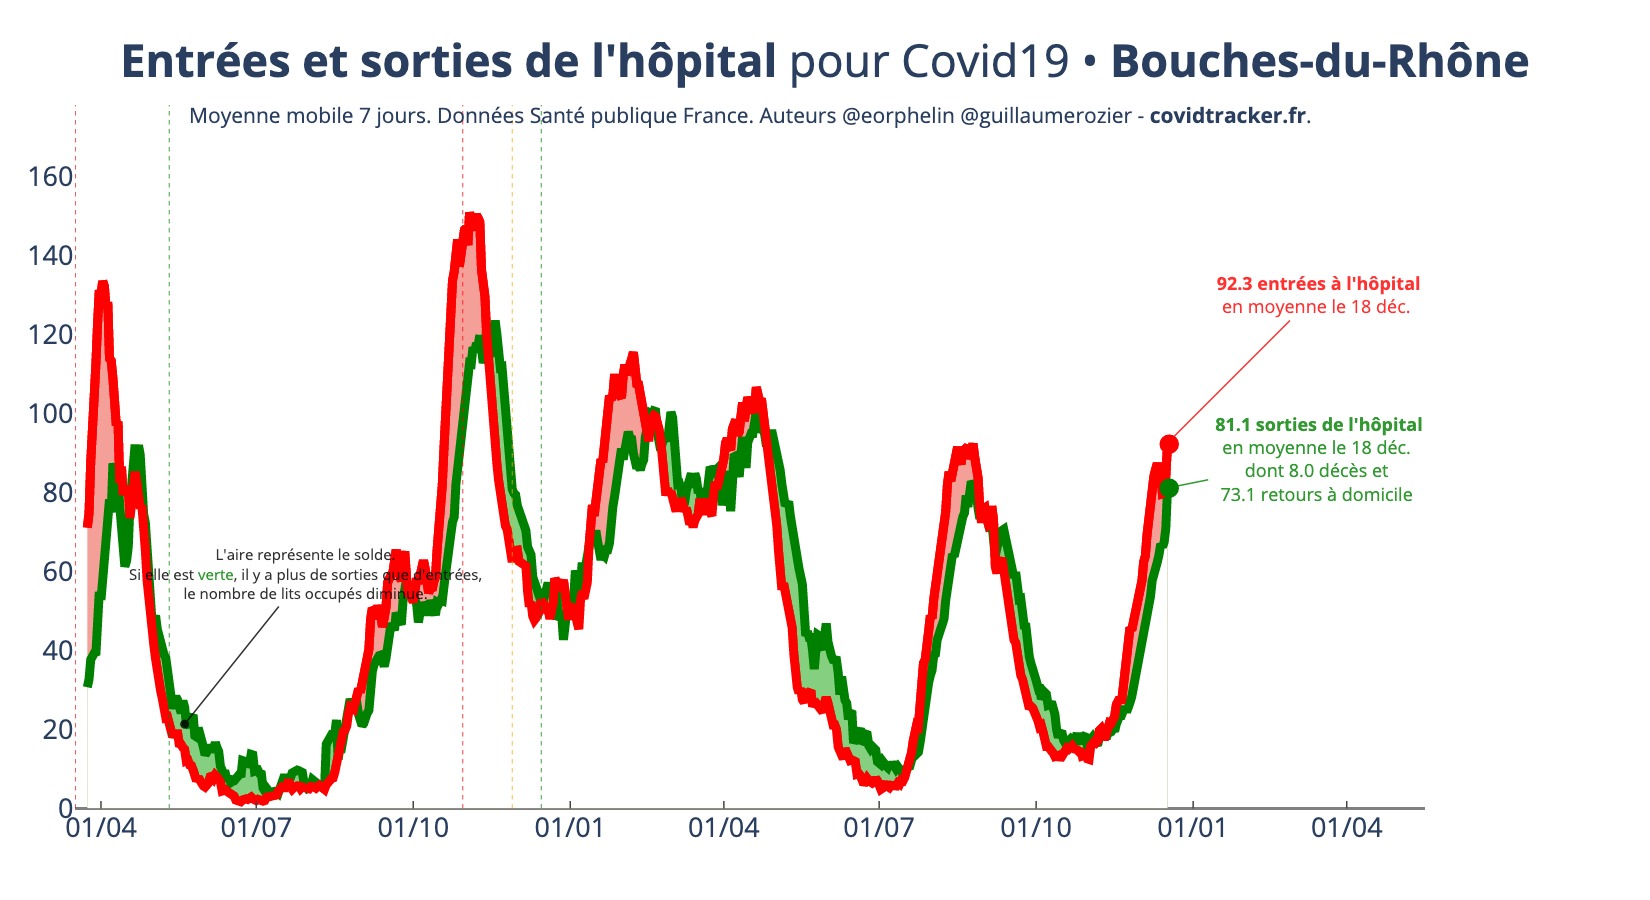 Entrées et sorties de l'hôpital pour Covid19 • Bouches-du-Rhône
Moyenne mobile 7 jours. Données Santé publique France. Auteurs @eorphelin @guillaumerozier - covidtracker.fr.
160
140
120
100
80
60
40
20
0
92.3 entrées à l'hôpital
en moyenne le 18 déc.
81.1 sorties de l'hôpital
en moyenne le 18 déc.
dont 8.0 décès et
73.1 retours à domicile
L'aire représente le solde.
Si elle est verte, il y a plus de sorties que d'entrées,
le nombre de lits occupés diminue.
01/04 01/07 01/10 01/01 01/04 01/07 01/10 01/01 01/04